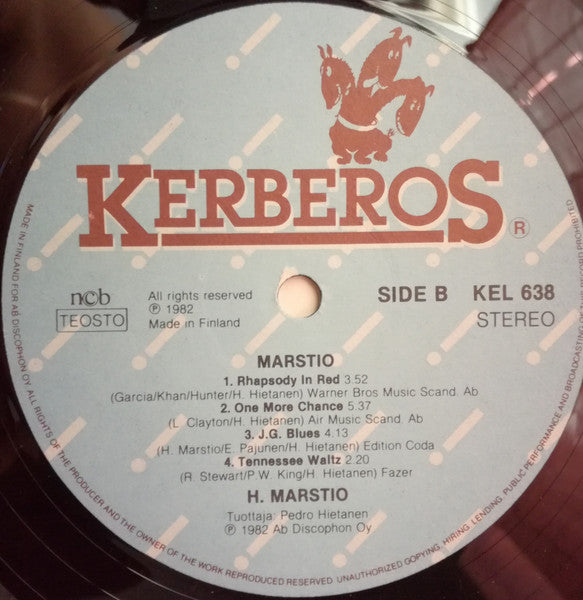 KERBEROS
®
ncb
TEOSTO
All rights reserved
℗ 1982
Made in Finland
SIDE B KEL 638
STEREO
MARSTIO
1. Rhapsody In Red 3.52
(Garcia/Khan/Hunter/H. Hietanen) Warner Bros Music Scand. Ab
2. One More Chance 5.37
(L. Clayton/H. Hietanen) Air Music Scand. Ab
3. J.G. Blues 4.13
(H. Marstio/E. Pajunen/H. Hietanen) Edition Coda
4. Tennessee Waltz 2.20
(R. Stewart/P W. King/H. Hietanen) Fazer
H. MARSTIO
Tuottaja: Pedro Hietanen
℗ 1982 Ab Discophon Oy.
MADE IN FINLAND FOR AB DISCOPHON OY. ALL RIGHTS OF THE PRODUCER AND THE OWNER OF THE WORK REPRODUCED RESERVED. UNAUTHORIZED COPYING, HIRING, LENDING, PUBLIC PERFORMANCE AND BROADCASTING PROHIBITED